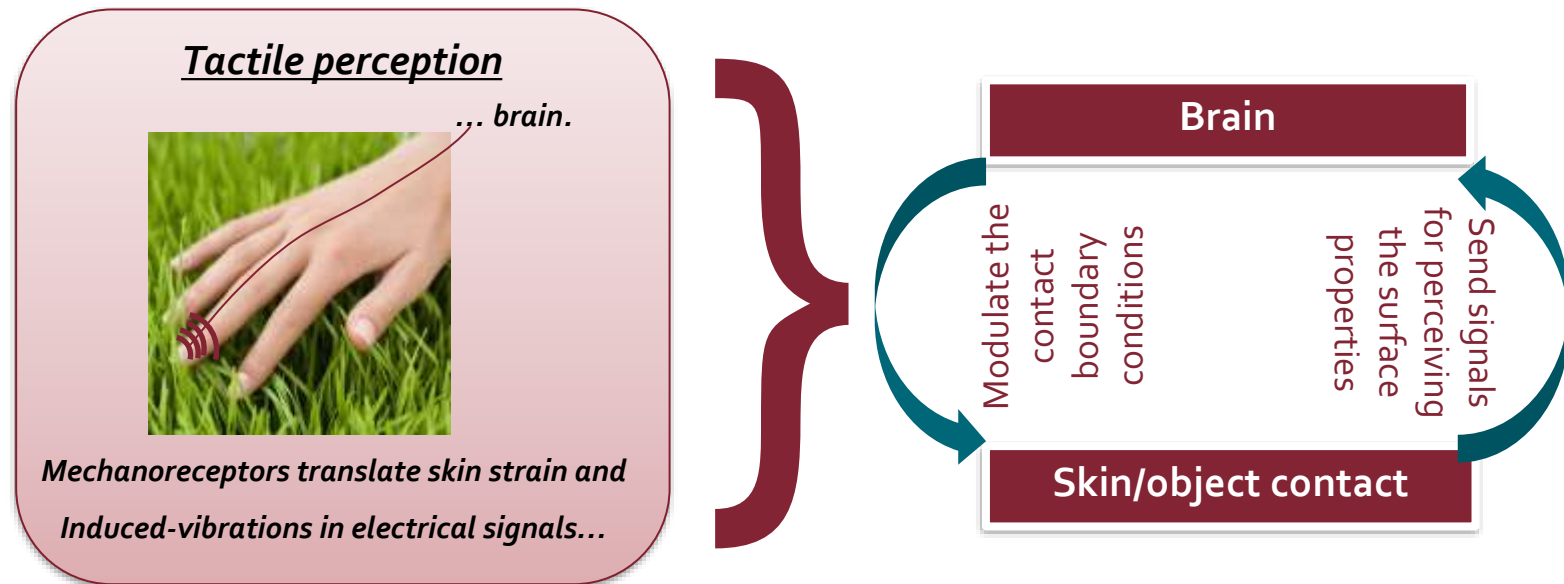 Tactile perception
... brain.
Mechanoreceptors translate skin strain and
Induced-vibrations in electrical signals...
Brain
Modulate the
contact
boundary
conditions
Send signals
for perceiving
the surface
properties
Skin/object contact